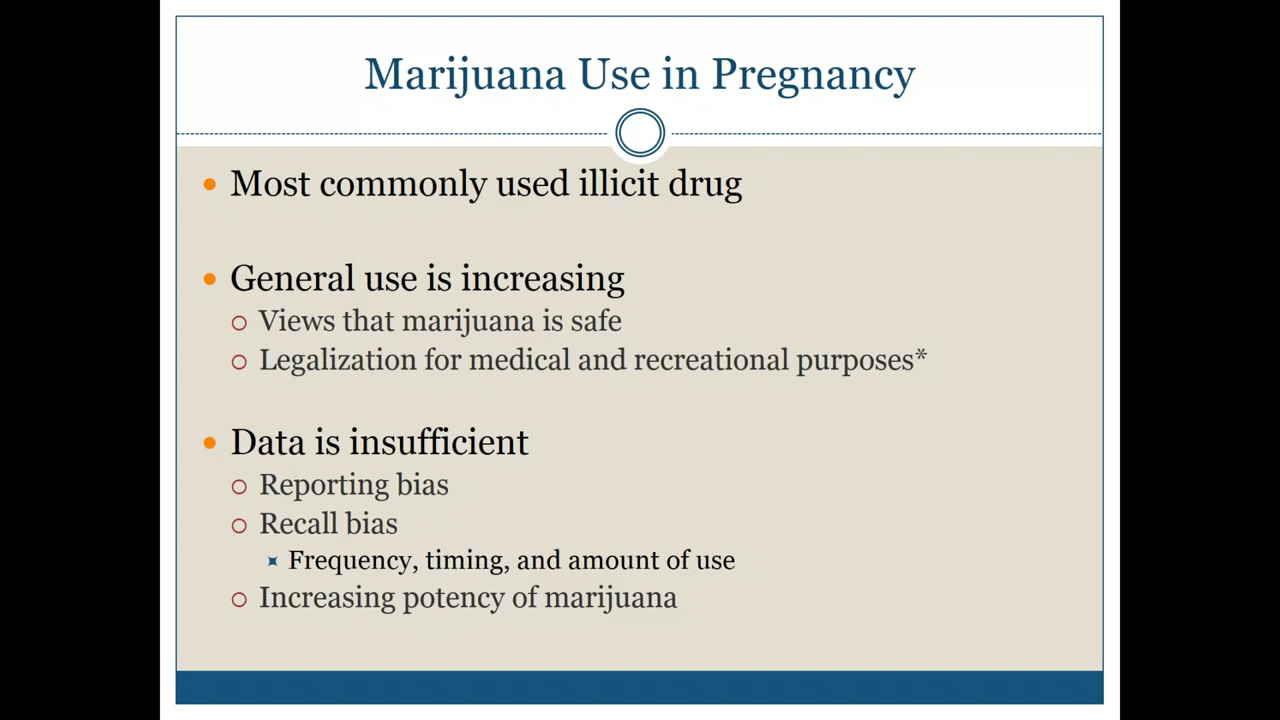 Marijuana Use in Pregnancy
Most commonly used illicit drug
General use is increasing
Views that marijuana is safe
Legalization for medical and recreational purposes*
Data is insufficient
Reporting bias
Recall bias
Frequency, timing, and amount of use
Increasing potency of marijuana